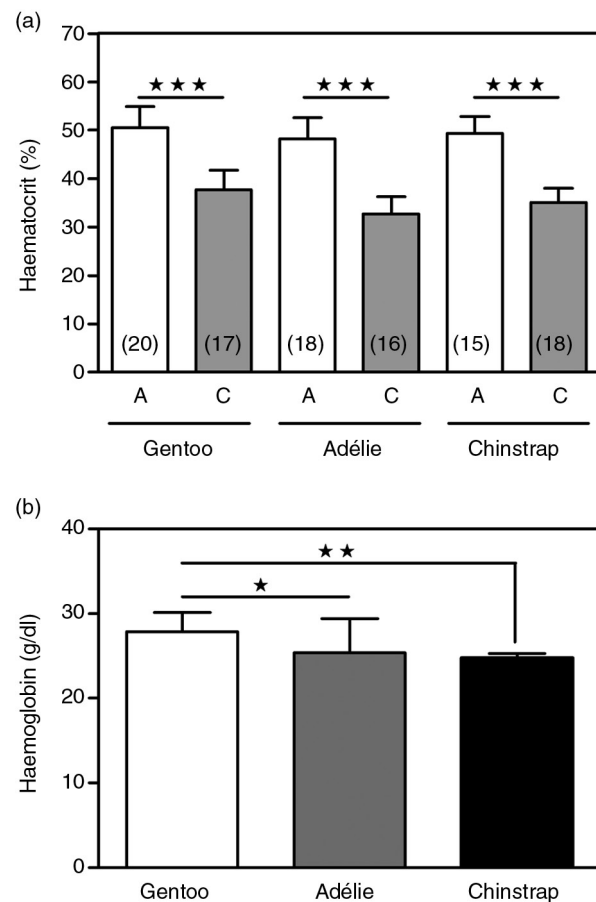 (a)
70
60
50
40
30
20
10
0
Haematocrit (%)
★★★ ★★★ ★★★
(20) (17) (18) (16) (15) (18)
A C A C A C
Gentoo Adélie Chinstrap
(b)
40
30
20
10
0
Haemoglobin (g/dl)
★★
★
Gentoo Adélie Chinstrap